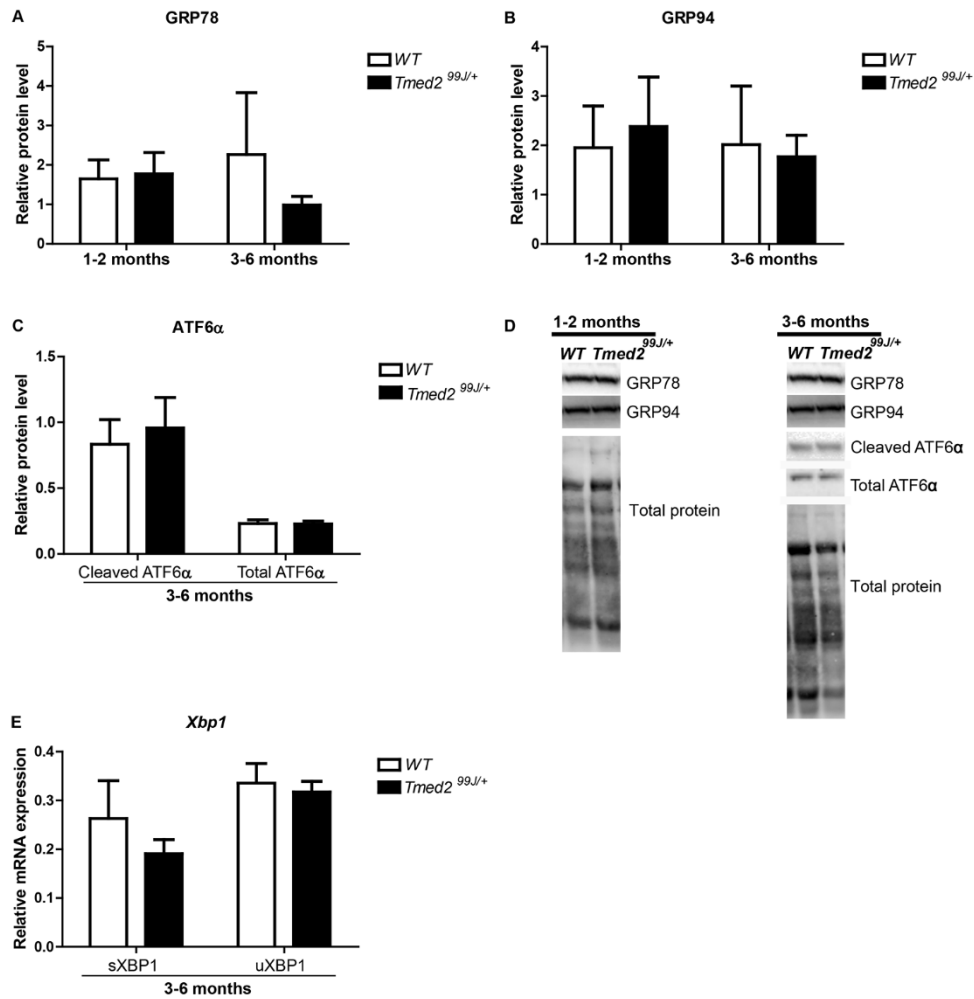 A
GRP78
Relative protein level
5
4
3
2
1
0
1-2 months
3-6 months
WT
Tmed2 99J/+
B
GRP94
Relative protein level
4
3
2
1
0
1-2 months
3-6 months
WT
Tmed2 99J/+
C
ATF6α
Relative protein level
1.5
1.0
0.5
0.0
Cleaved ATF6α
Total ATF6α
3-6 months
WT
Tmed2 99J/+
D
1-2 months
WT Tmed2 99J/+
GRP78
GRP94
Total protein
3-6 months
WT Tmed2 99J/+
GRP78
GRP94
Cleaved ATF6α
Total ATF6α
Total protein
E
Xbp1
Relative mRNA expression
0.4
0.3
0.2
0.1
0.0
sXBP1
uXBP1
3-6 months
WT
Tmed2 99J/+